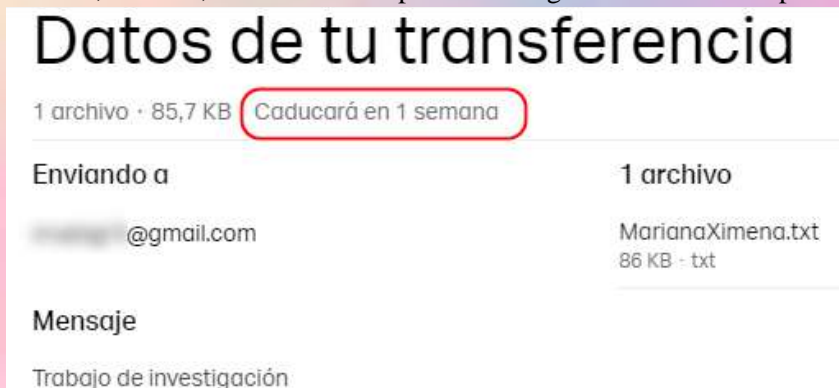 Datos de tu transferencia
1 archivo · 85,7 KB Caducará en 1 semana
Enviando a
@gmail.com
1 archivo
MarianaXimena.txt
86 KB · txt
Mensaje
Trabajo de investigación